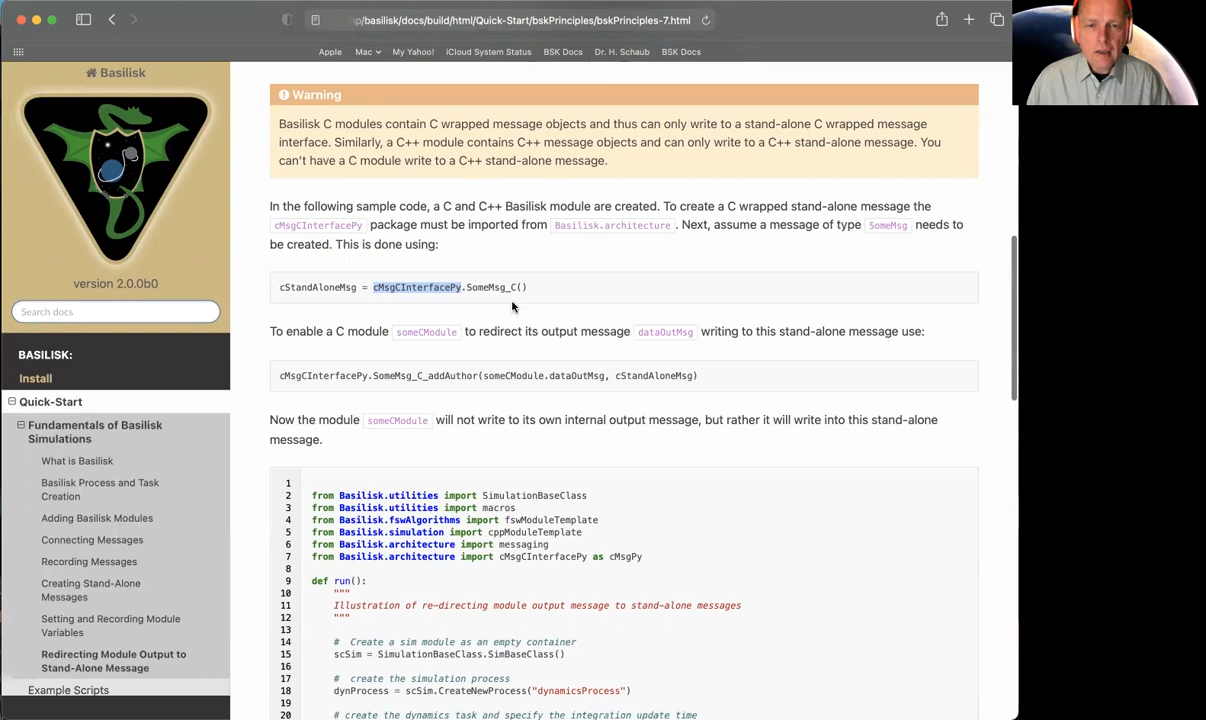 np/basilisk/docs/build/html/Quick-Start/bskPrinciples/bskPrinciples-7.html
Apple Mac My Yahoo! iCloud System Status BSK Docs Dr. H. Schaub BSK Docs
Basilisk
version 2.0.0b0
Search docs
BASILISK:
Install
Quick-Start
Fundamentals of Basilisk
Simulations
What is Basilisk
Basilisk Process and Task
Creation
Adding Basilisk Modules
Connecting Messages
Recording Messages
Creating Stand-Alone
Messages
Setting and Recording Module
Variables
Redirecting Module Output to
Stand-Alone Message
Example Scripts
Warning
Basilisk C modules contain C wrapped message objects and thus can only write to a stand-alone C wrapped message
interface. Similarly, a C++ module contains C++ message objects and can only write to a C++ stand-alone message. You
can't have a C module write to a C++ stand-alone message.
In the following sample code, a C and C++ Basilisk module are created. To create a C wrapped stand-alone message the
cMsgCInterfacePy package must be imported from Basilisk.architecture . Next, assume a message of type SomeMsg needs to
be created. This is done using:
cStandAloneMsg = cMsgCInterfacePy.SomeMsg_C()
To enable a C module someCModule to redirect its output message dataOutMsg writing to this stand-alone message use:
cMsgCInterfacePy.SomeMsg_C_addAuthor(someCModule.dataOutMsg, cStandAloneMsg)
Now the module someCModule will not write to its own internal output message, but rather it will write into this stand-alone
message.
1
2 from Basilisk.utilities import SimulationBaseClass
3 from Basilisk.utilities import macros
4 from Basilisk.fswAlgorithms import fswModuleTemplate
5 from Basilisk.simulation import cppModuleTemplate
6 from Basilisk.architecture import messaging
7 from Basilisk.architecture import cMsgCInterfacePy as cMsgPy
8
9 def run():
10 """
11 Illustration of re-directing module output message to stand-alone messages
12 """
13
14 # Create a sim module as an empty container
15 scSim = SimulationBaseClass.SimBaseClass()
16
17 # create the simulation process
18 dynProcess = scSim.CreateNewProcess("dynamicsProcess")
19
20 # create the dynamics task and specify the integration update time